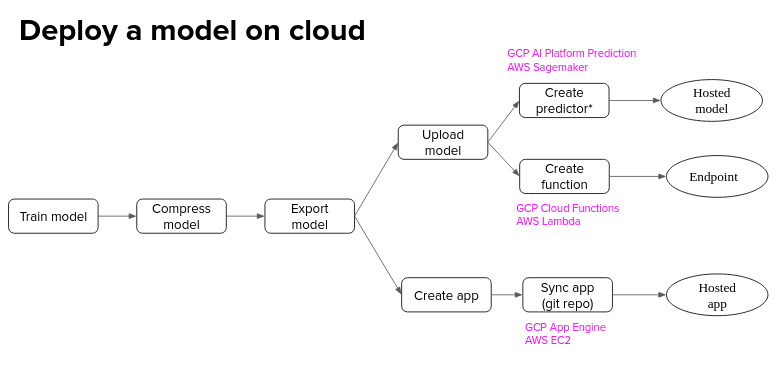 Deploy a model on cloud
GCP AI Platform Prediction
AWS Sagemaker
Create
predictor*
Hosted
model
Upload
model
Create
function
Endpoint
GCP Cloud Functions
AWS Lambda
Train model
Compress
model
Export
model
Create app
Sync app
(git repo)
Hosted
app
GCP App Engine
AWS EC2